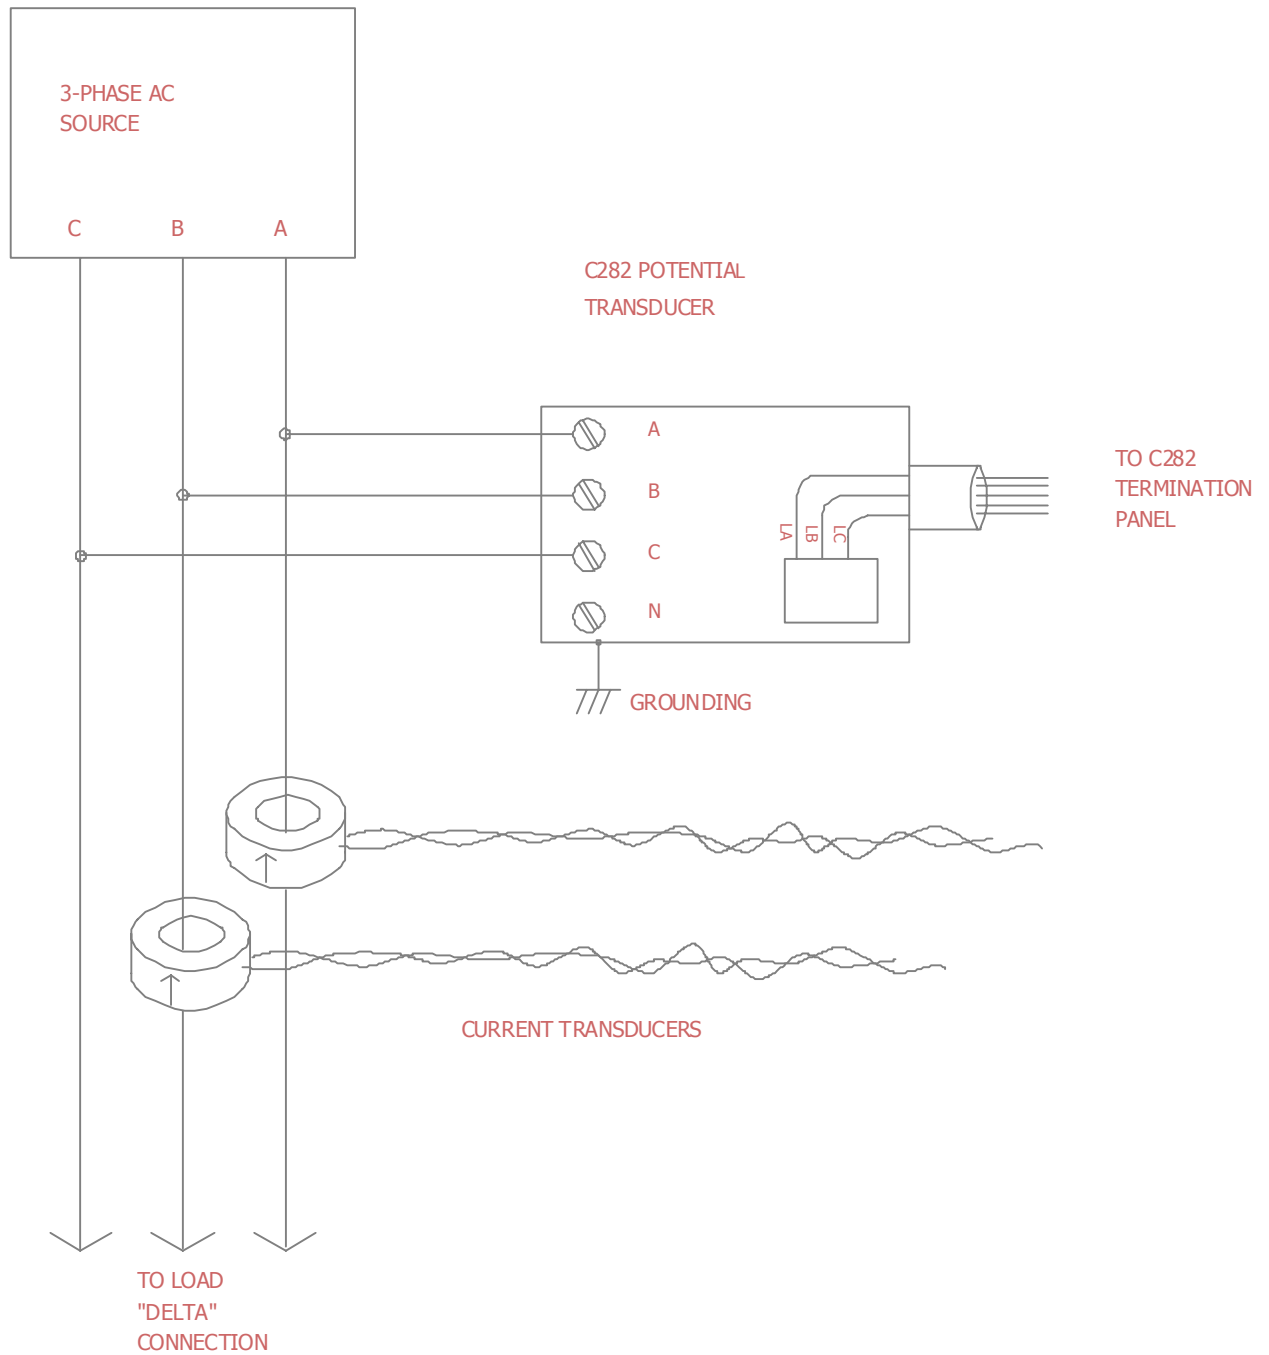 3-PHASE AC
SOURCE
C B A
C282 POTENTIAL
TRANSDUCER
A
B
C
N
LA LB LC
TO C282
TERMINATION
PANEL
GROUNDING
CURRENT TRANSDUCERS
TO LOAD
"DELTA"
CONNECTION